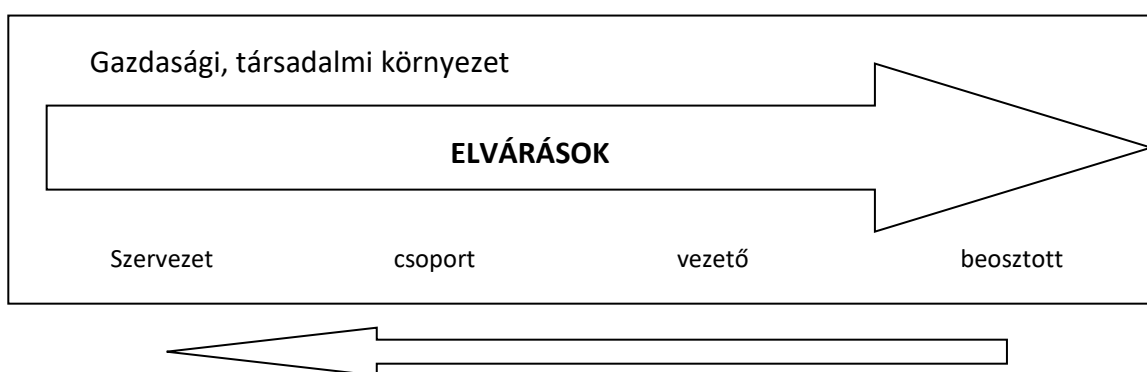 Gazdasági, társadalmi környezet
ELVÁRÁSOK
Szervezet csoport vezető beosztott